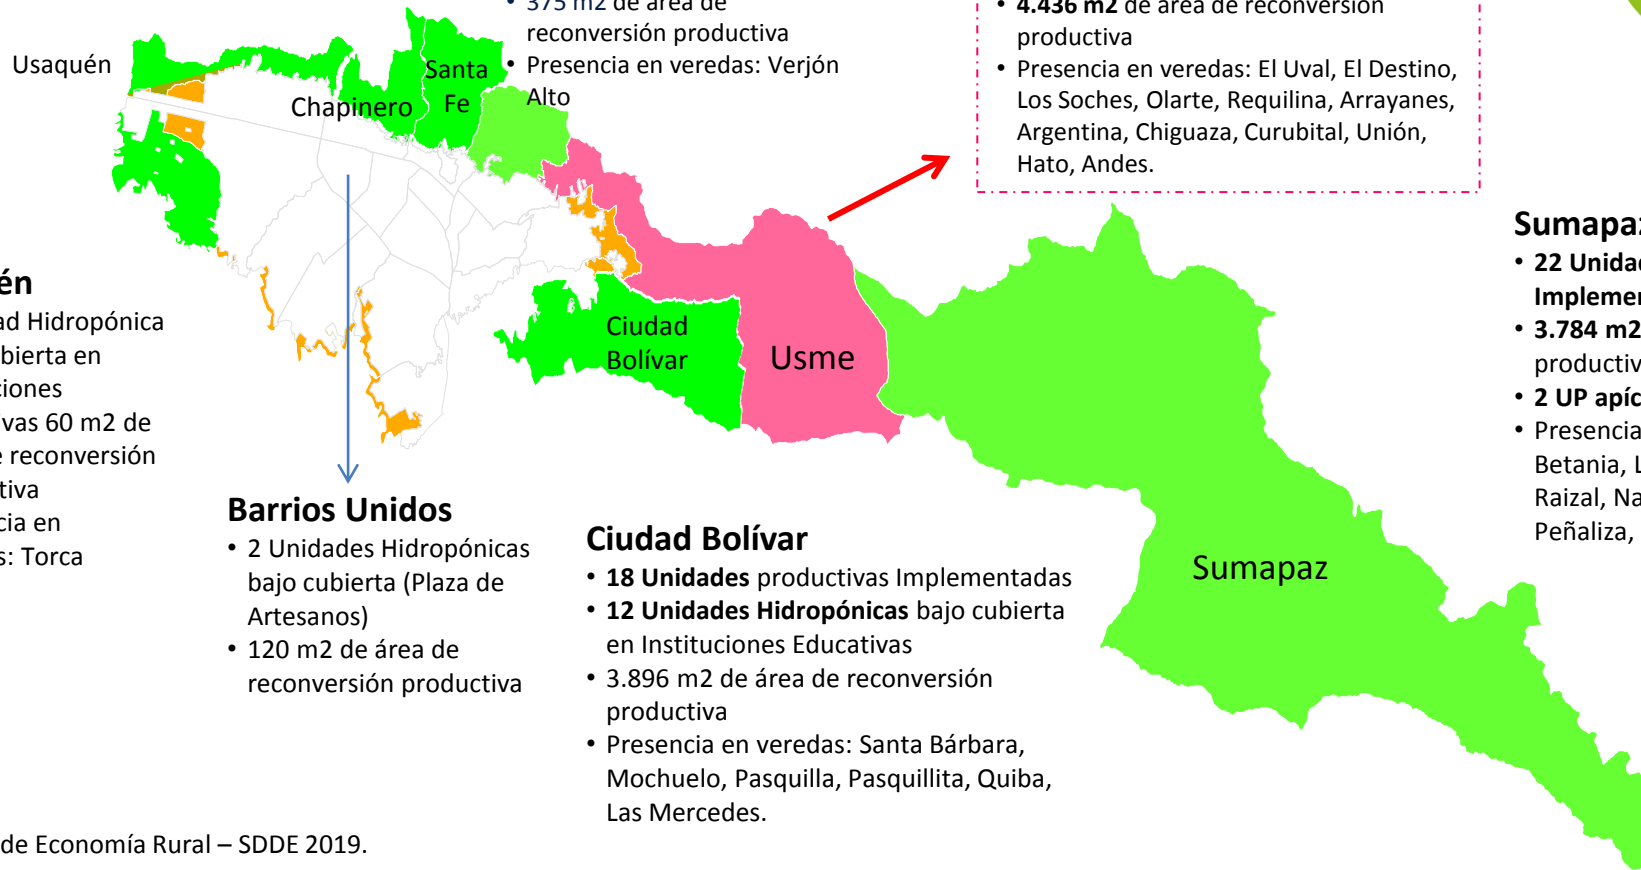 • 375 m2 de área de
reconversión productiva
• Presencia en veredas: Verjón
Alto
• 4.436 m2 de área de reconversión
productiva
• Presencia en veredas: El Uval, El Destino,
Los Soches, Olarte, Requilina, Arrayanes,
Argentina, Chiguaza, Curubital, Unión,
Hato, Andes.
Usaquén
Chapinero
Santa
Fe
Ciudad
Bolívar
Usme
Sumapaz
én
ad Hidropónica
bierta en
ciones
ivas 60 m2 de
e reconversión
tiva
cia en
s: Torca
Barrios Unidos
• 2 Unidades Hidropónicas
bajo cubierta (Plaza de
Artesanos)
• 120 m2 de área de
reconversión productiva
Ciudad Bolívar
• 18 Unidades productivas Implementadas
• 12 Unidades Hidropónicas bajo cubierta
en Instituciones Educativas
• 3.896 m2 de área de reconversión
productiva
• Presencia en veredas: Santa Bárbara,
Mochuelo, Pasquilla, Pasquillita, Quiba,
Las Mercedes.
Sumapaz
• 22 Unida
Impleme
• 3.784 m2
producti
• 2 UP apíc
• Presencia
Betania, L
Raizal, Na
Peñaliza,
de Economía Rural – SDDE 2019.